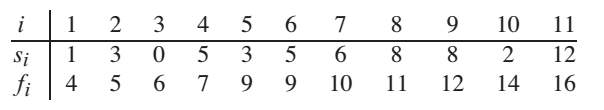 i 1 2 3 4 5 6 7 8 9 10 11
si 1 3 0 5 3 5 6 8 8 2 12
fi 4 5 6 7 9 9 10 11 12 14 16